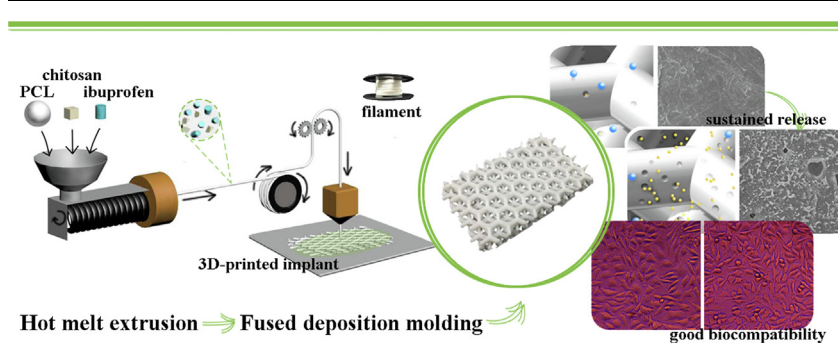 chitosan
PCL ibuprofen
filament
sustained release
3D-printed implant
Hot melt extrusion Fused deposition molding
good biocompatibility